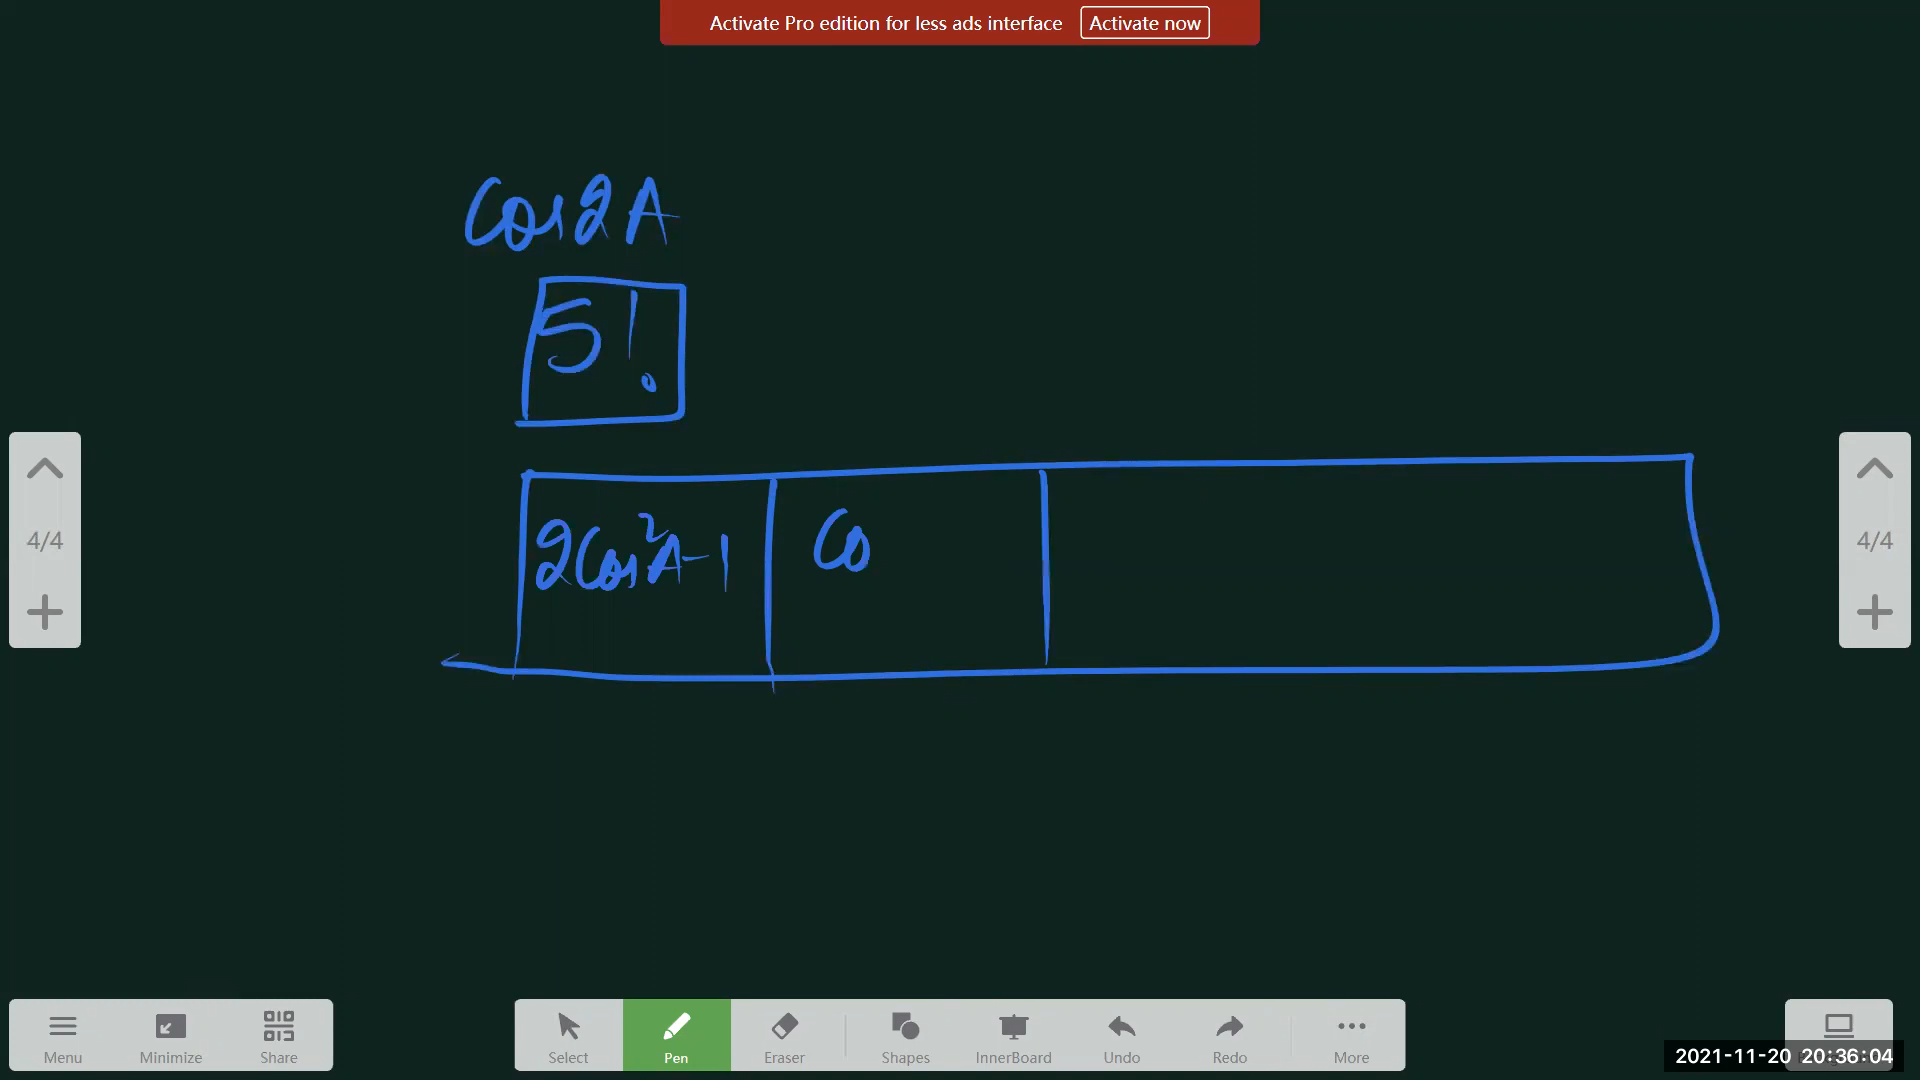 Activate Pro edition for less ads interface Activate now
Cos2A
5!
2Cos²A-1 Co
4/4 4/4
Menu Minimize Share Select Pen Eraser Shapes InnerBoard Undo Redo More
2021-11-20 20:36:04